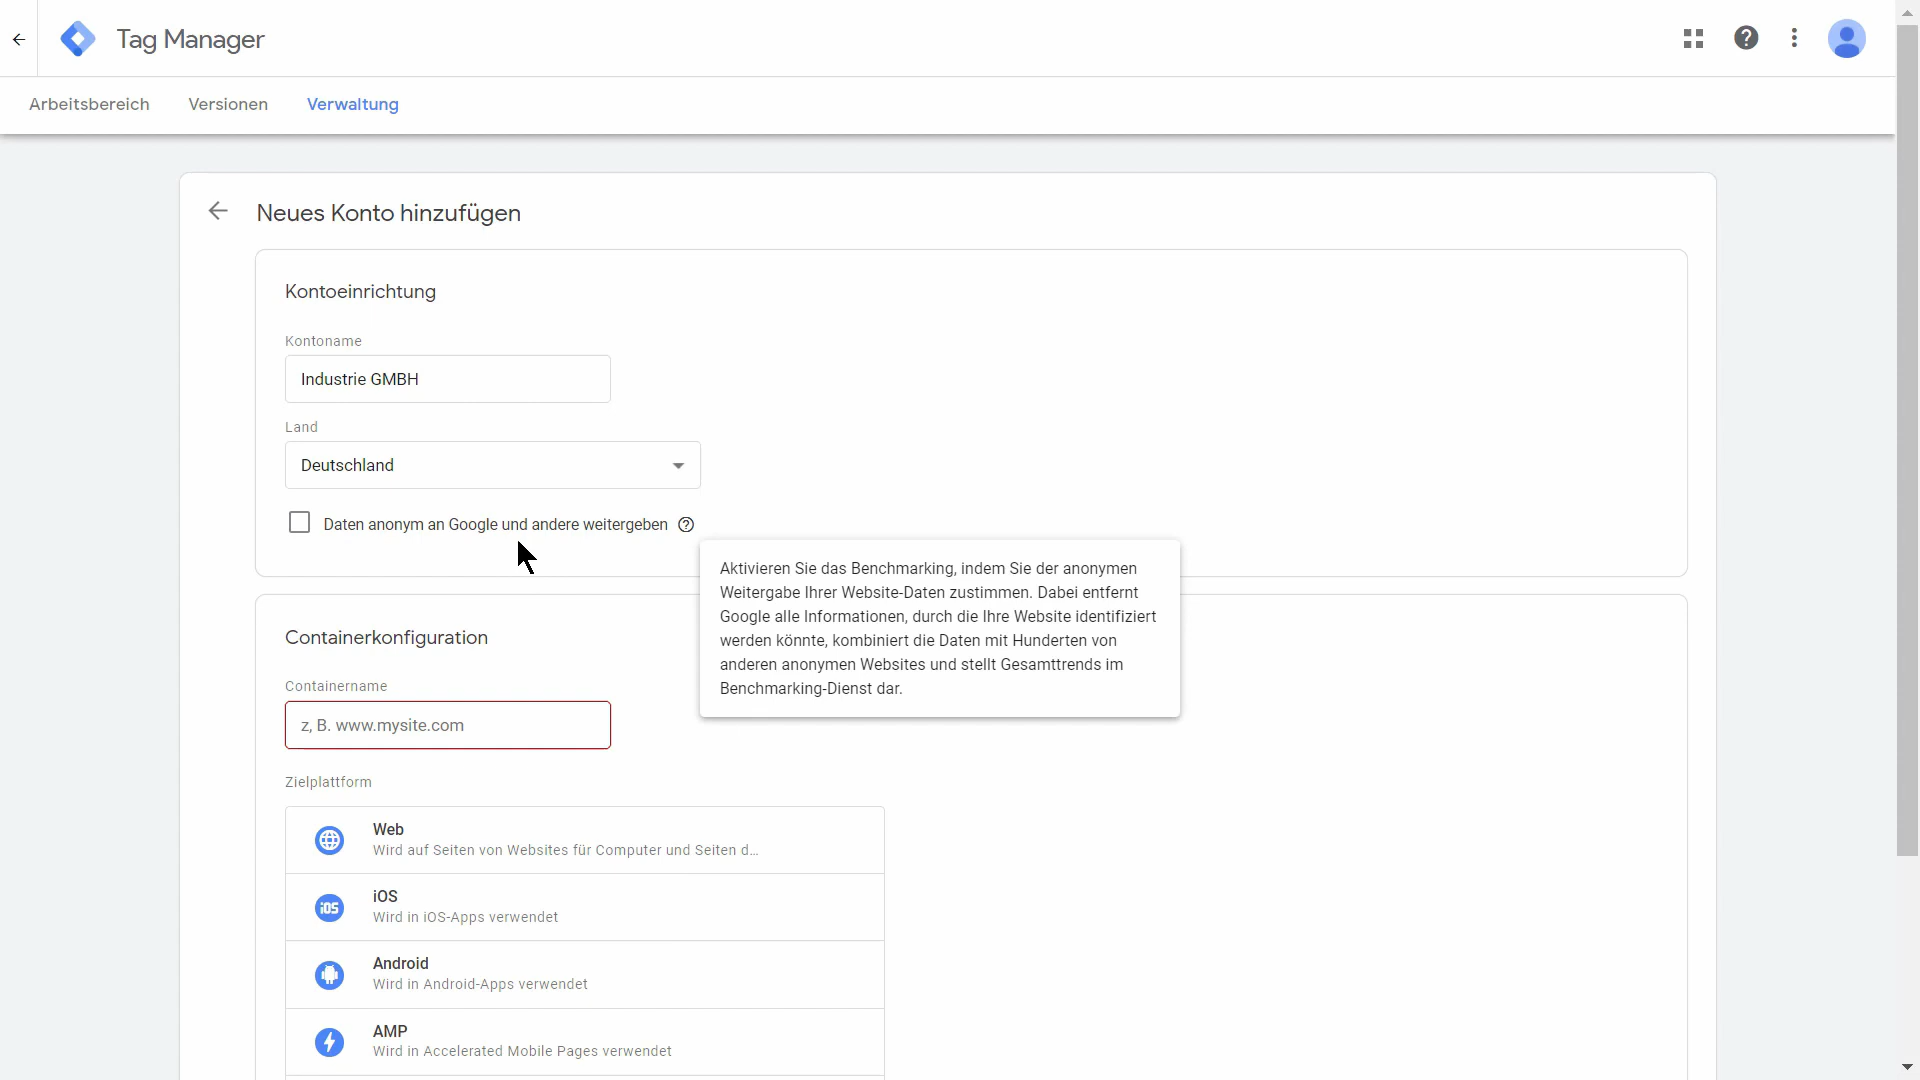 Tag Manager
Arbeitsbereich Versionen Verwaltung
Neues Konto hinzufügen
Kontoeinrichtung
Kontoname
Industrie GMBH
Land
Deutschland
Daten anonym an Google und andere weitergeben
Aktivieren Sie das Benchmarking, indem Sie der anonymen
Weitergabe Ihrer Website-Daten zustimmen. Dabei entfernt
Google alle Informationen, durch die Ihre Website identifiziert
werden könnte, kombiniert die Daten mit Hunderten von
anderen anonymen Websites und stellt Gesamttrends im
Benchmarking-Dienst dar.
Containerkonfiguration
Containername
z, B. www.mysite.com
Zielplattform
Web
Wird auf Seiten von Websites für Computer und Seiten d...
iOS
iOS
Wird in iOS-Apps verwendet
Android
Wird in Android-Apps verwendet
AMP
Wird in Accelerated Mobile Pages verwendet